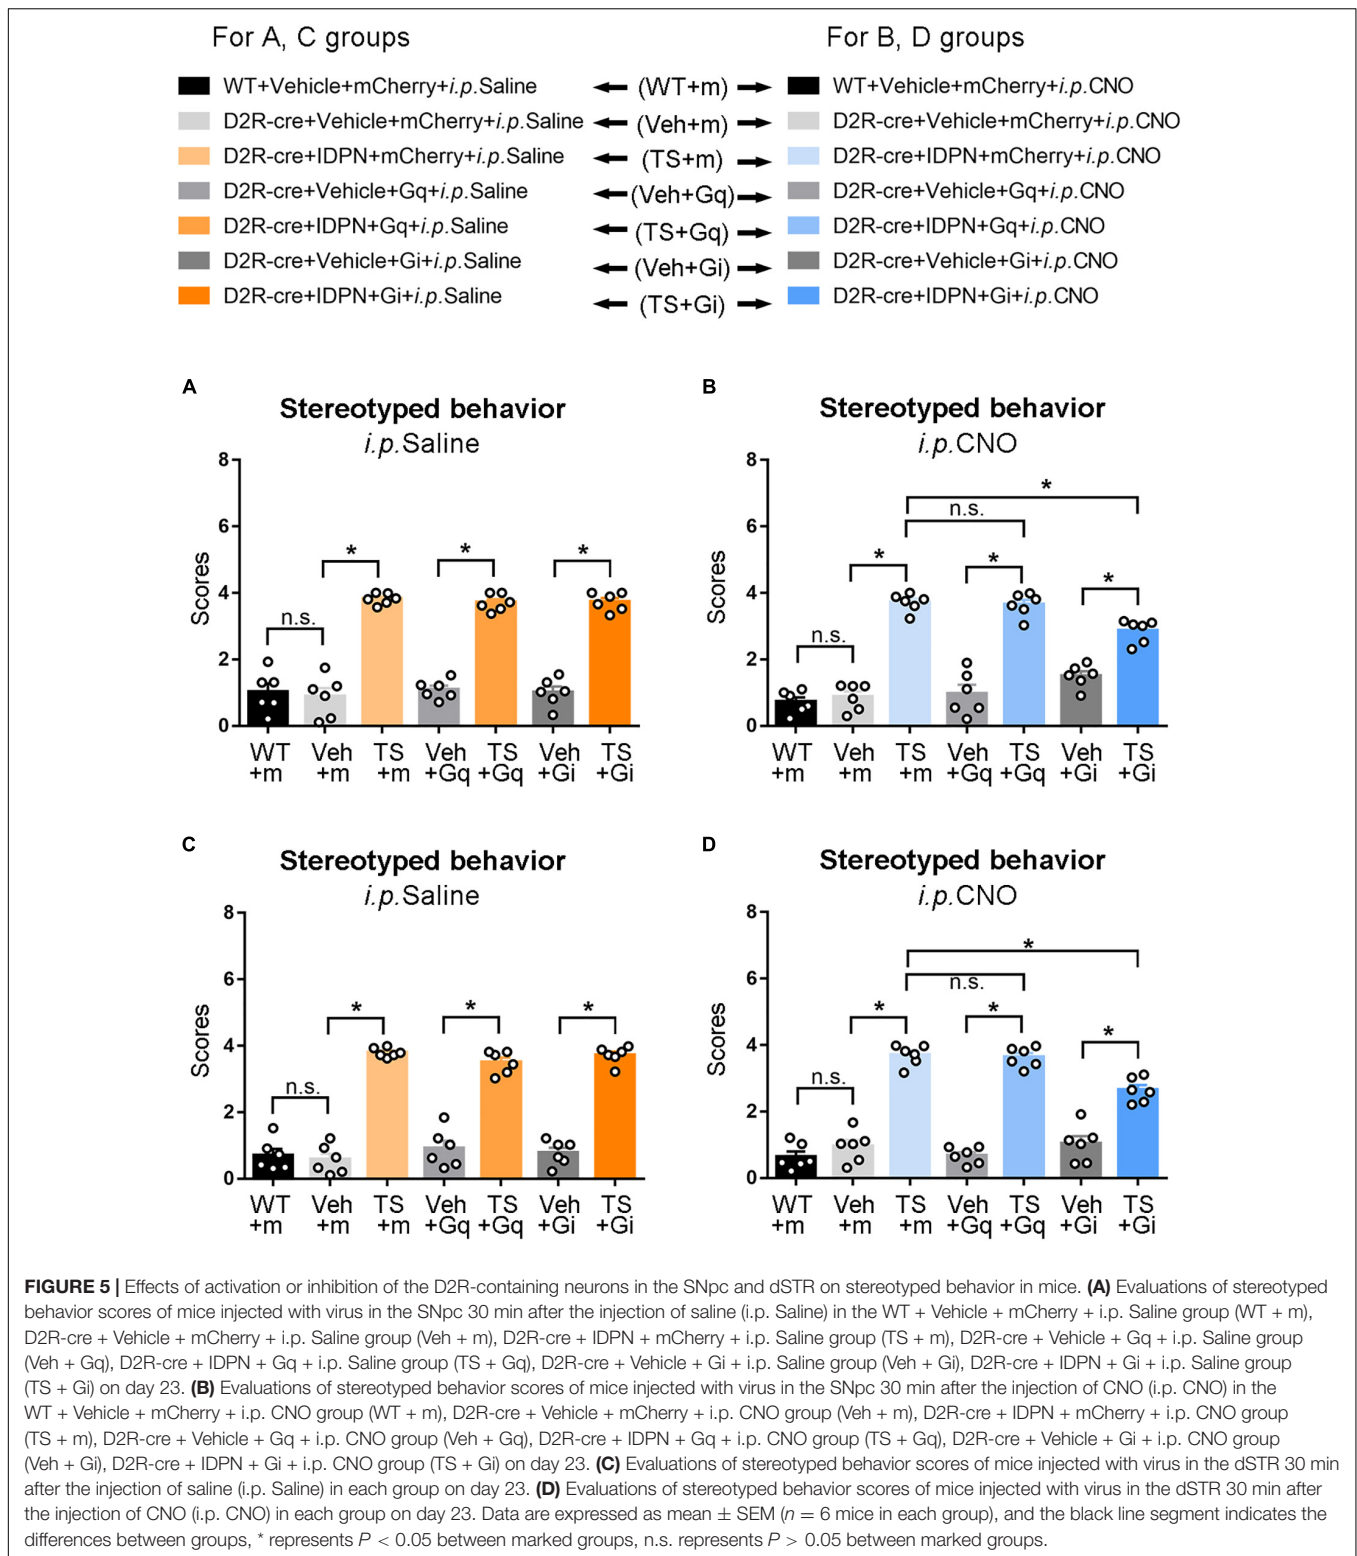 For A, C groups
For B, D groups
WT+Vehicle+mCherry+i.p.Saline (WT+m) WT+Vehicle+mCherry+i.p.CNO
D2R-cre+Vehicle+mCherry+i.p.Saline (Veh+m) D2R-cre+Vehicle+mCherry+i.p.CNO
D2R-cre+IDPN+mCherry+i.p.Saline (TS+m) D2R-cre+IDPN+mCherry+i.p.CNO
D2R-cre+Vehicle+Gq+i.p.Saline (Veh+Gq) D2R-cre+Vehicle+Gq+i.p.CNO
D2R-cre+IDPN+Gq+i.p.Saline (TS+Gq) D2R-cre+IDPN+Gq+i.p.CNO
D2R-cre+Vehicle+Gi+i.p.Saline (Veh+Gi) D2R-cre+Vehicle+Gi+i.p.CNO
D2R-cre+IDPN+Gi+i.p.Saline (TS+Gi) D2R-cre+IDPN+Gi+i.p.CNO
A
Stereotyped behavior
i.p.Saline
Scores
8
6
4
2
0
n.s.
*
*
*
WT Veh TS Veh TS Veh TS
+m +m +m +Gq +Gq +Gi +Gi
B
Stereotyped behavior
i.p.CNO
Scores
8
6
4
2
0
*
n.s.
*
*
*
n.s.
WT Veh TS Veh TS Veh TS
+m +m +m +Gq +Gq +Gi +Gi
C
Stereotyped behavior
i.p.Saline
Scores
8
6
4
2
0
n.s.
*
*
*
WT Veh TS Veh TS Veh TS
+m +m +m +Gq +Gq +Gi +Gi
D
Stereotyped behavior
i.p.CNO
Scores
8
6
4
2
0
*
n.s.
*
*
*
n.s.
WT Veh TS Veh TS Veh TS
+m +m +m +Gq +Gq +Gi +Gi
FIGURE 5 | Effects of activation or inhibition of the D2R-containing neurons in the SNpc and dSTR on stereotyped behavior in mice. (A) Evaluations of stereotyped
behavior scores of mice injected with virus in the SNpc 30 min after the injection of saline (i.p. Saline) in the WT + Vehicle + mCherry + i.p. Saline group (WT + m),
D2R-cre + Vehicle + mCherry + i.p. Saline group (Veh + m), D2R-cre + IDPN + mCherry + i.p. Saline group (TS + m), D2R-cre + Vehicle + Gq + i.p. Saline group
(Veh + Gq), D2R-cre + IDPN + Gq + i.p. Saline group (TS + Gq), D2R-cre + Vehicle + Gi + i.p. Saline group (Veh + Gi), D2R-cre + IDPN + Gi + i.p. Saline group
(TS + Gi) on day 23. (B) Evaluations of stereotyped behavior scores of mice injected with virus in the SNpc 30 min after the injection of CNO (i.p. CNO) in the
WT + Vehicle + mCherry + i.p. CNO group (WT + m), D2R-cre + Vehicle + mCherry + i.p. CNO group (Veh + m), D2R-cre + IDPN + mCherry + i.p. CNO group
(TS + m), D2R-cre + Vehicle + Gq + i.p. CNO group (Veh + Gq), D2R-cre + IDPN + Gq + i.p. CNO group (TS + Gq), D2R-cre + Vehicle + Gi + i.p. CNO group
(Veh + Gi), D2R-cre + IDPN + Gi + i.p. CNO group (TS + Gi) on day 23. (C) Evaluations of stereotyped behavior scores of mice injected with virus in the dSTR 30 min
after the injection of saline (i.p. Saline) in each group on day 23. (D) Evaluations of stereotyped behavior scores of mice injected with virus in the dSTR 30 min after
the injection of CNO (i.p. CNO) in each group on day 23. Data are expressed as mean ± SEM (n = 6 mice in each group), and the black line segment indicates the
differences between groups, * represents P < 0.05 between marked groups, n.s. represents P > 0.05 between marked groups.